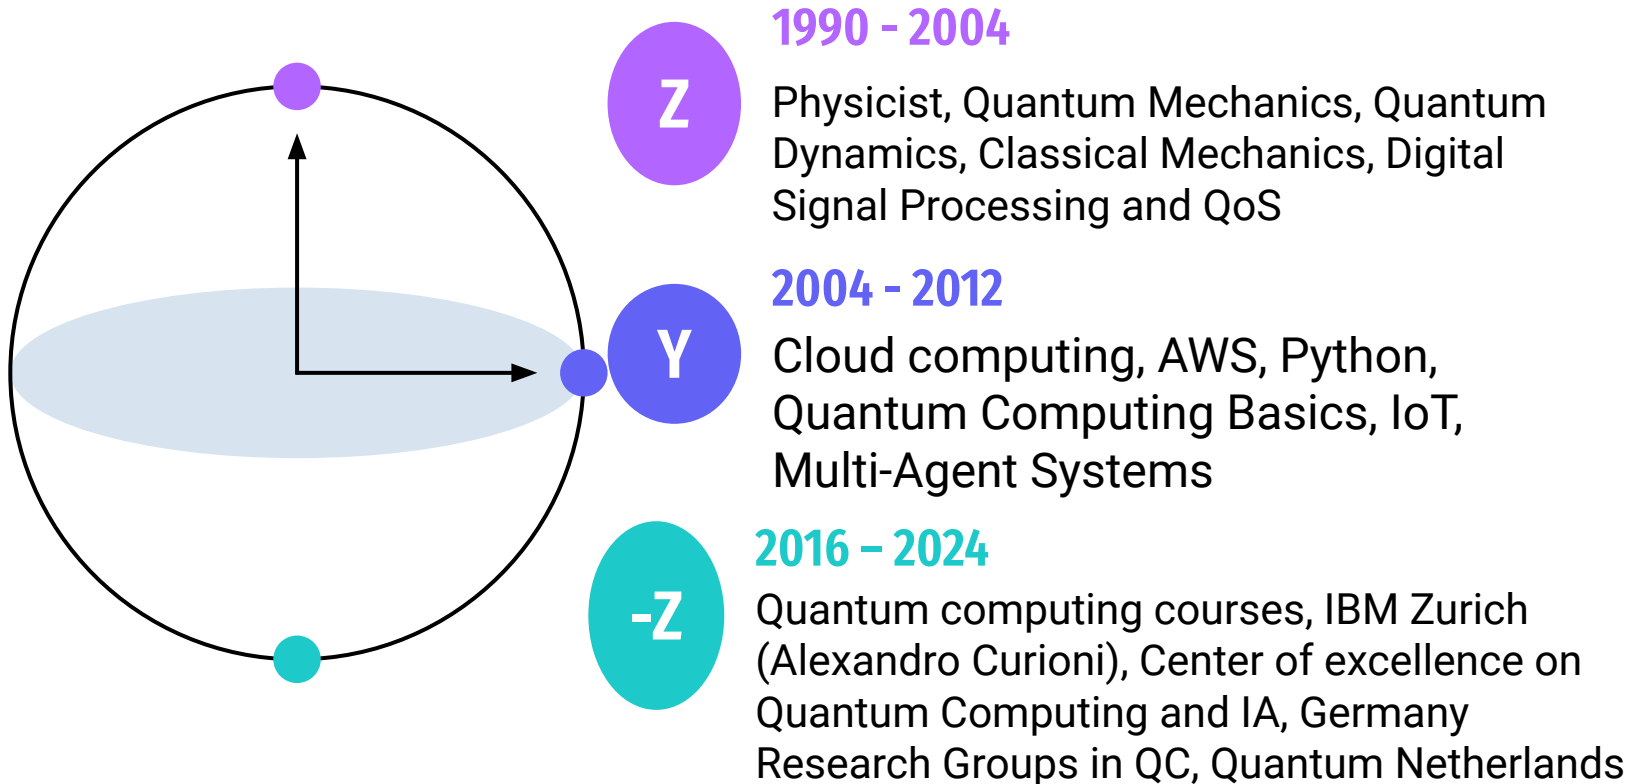 1990 - 2004
Z
Physicist, Quantum Mechanics, Quantum
Dynamics, Classical Mechanics, Digital
Signal Processing and QoS
2004 - 2012
Y
Cloud computing, AWS, Python,
Quantum Computing Basics, IoT,
Multi-Agent Systems
2016 – 2024
-Z
Quantum computing courses, IBM Zurich
(Alexandro Curioni), Center of excellence on
Quantum Computing and IA, Germany
Research Groups in QC, Quantum Netherlands